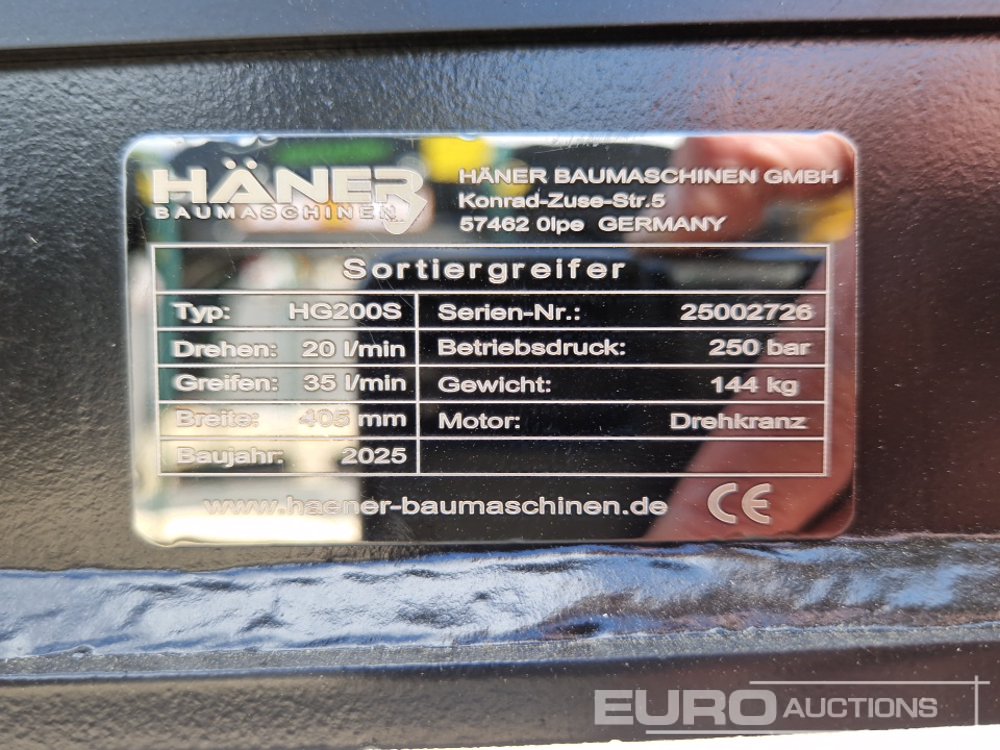 HÄNER
BAUMASCHINEN
HÄNER BAUMASCHINEN GMBH
Konrad-Zuse-Str.5
57462 Olpe GERMANY
Sortiergreifer
Typ: HG200S Serien-Nr.: 25002726
Drehen: 20 l/min Betriebsdruck: 250 bar
Greifen: 35 l/min Gewicht: 144 kg
Breite: 405 mm Motor: Drehkranz
Baujahr: 2025
www.haener-baumaschinen.de CE
EURO AUCTIONS